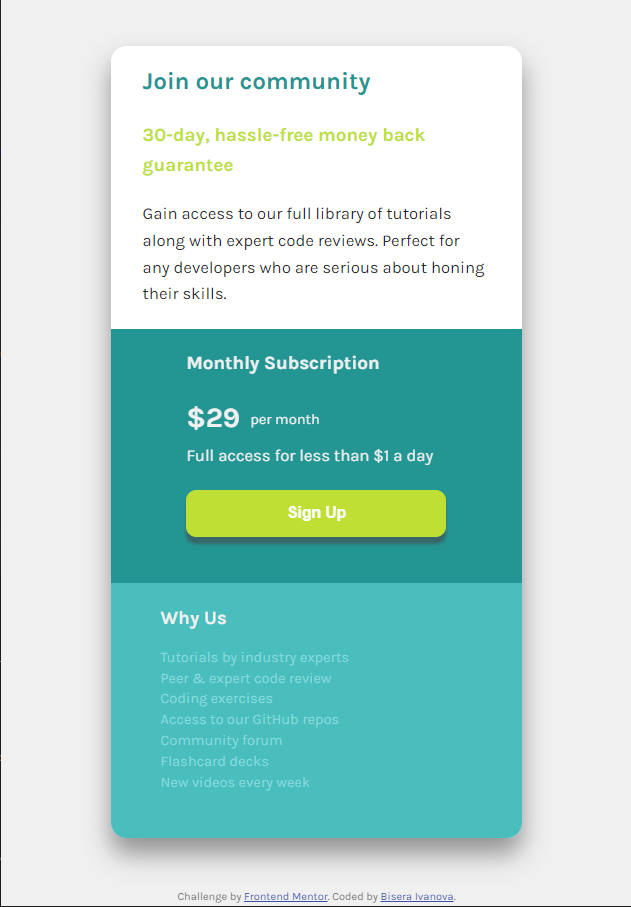 Join our community
30-day, hassle-free money back
guarantee
Gain access to our full library of tutorials
along with expert code reviews. Perfect for
any developers who are serious about honing
their skills.
Monthly Subscription
$29 per month
Full access for less than $1 a day
Sign Up
Why Us
Tutorials by industry experts
Peer & expert code review
Coding exercises
Access to our GitHub repos
Community forum
Flashcard decks
New videos every week
Challenge by Frontend Mentor. Coded by Bisera Ivanova.